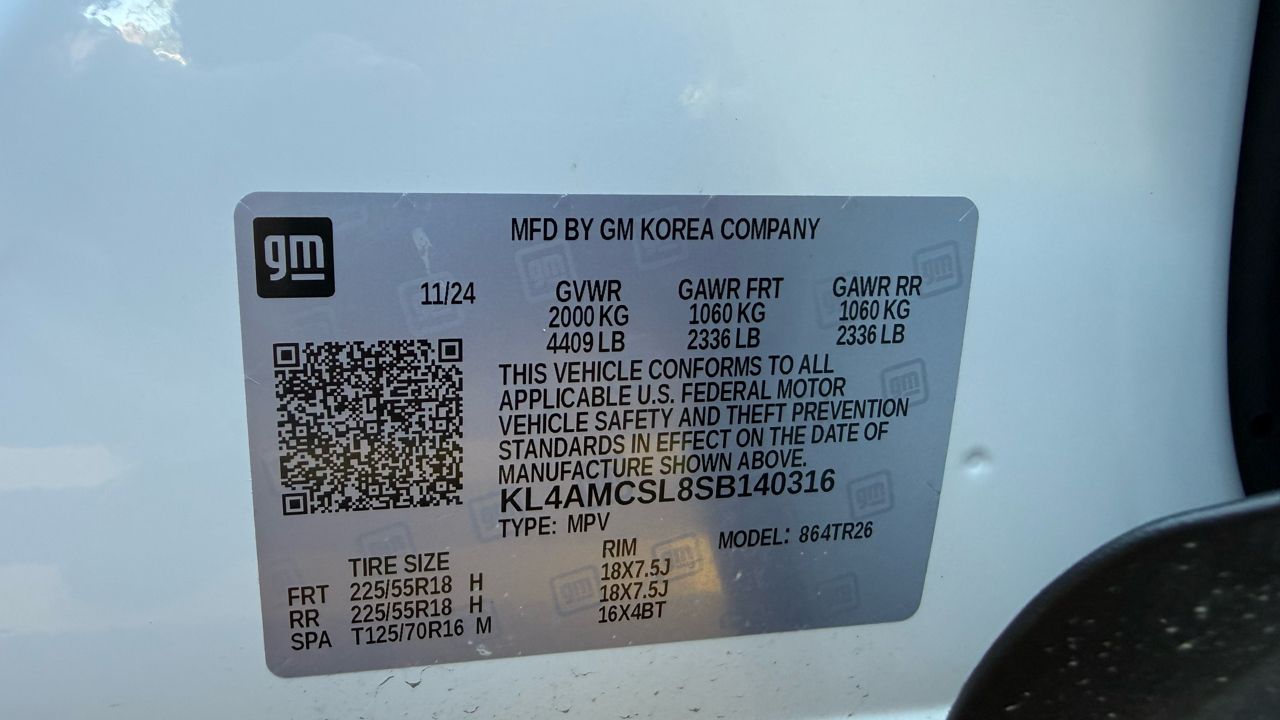 gm
MFD BY GM KOREA COMPANY
11/24 GVWR GAWR FRT GAWR RR
2000 KG 1060 KG 1060 KG
4409 LB 2336 LB 2336 LB
THIS VEHICLE CONFORMS TO ALL
APPLICABLE U.S. FEDERAL MOTOR
VEHICLE SAFETY AND THEFT PREVENTION
STANDARDS IN EFFECT ON THE DATE OF
MANUFACTURE SHOWN ABOVE.
KL4AMCSL8SB140316
TYPE: MPV MODEL: 864TR26
TIRE SIZE RIM
FRT 225/55R18 H 18X7.5J
RR 225/55R18 H 18X7.5J
SPA T125/70R16 M 16X4BT